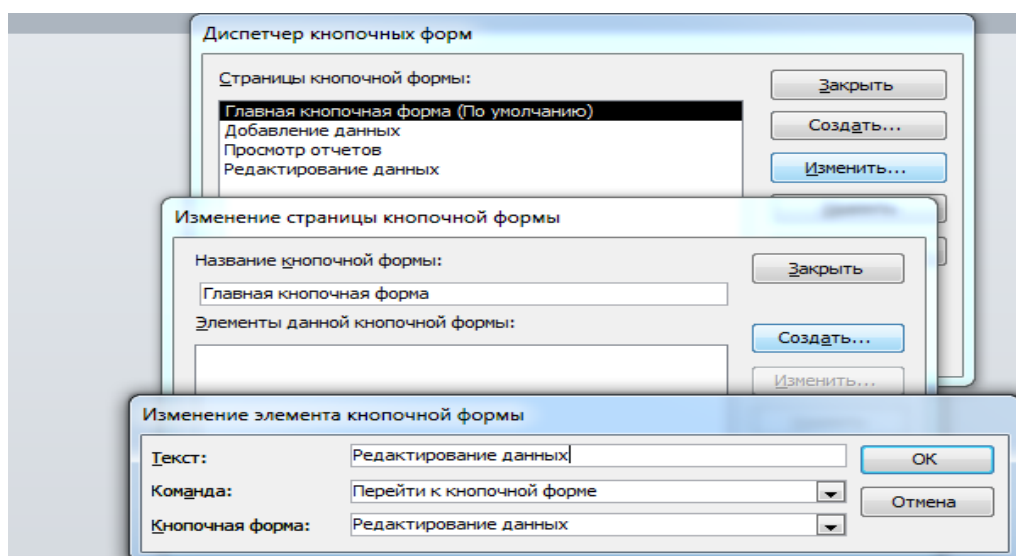 Диспетчер кнопочных форм
Страницы кнопочной формы:
Закрыть
Главная кнопочная форма (По умолчанию)
Добавление данных
Создать...
Просмотр отчетов
Редактирование данных
Изменить...
Изменение страницы кнопочной формы
Название кнопочной формы:
Закрыть
Главная кнопочная форма
Элементы данной кнопочной формы:
Создать...
Изменить...
Изменение элемента кнопочной формы
Текст:
Редактирование данных
ОК
Команда:
Перейти к кнопочной форме
Отмена
Кнопочная форма:
Редактирование данных